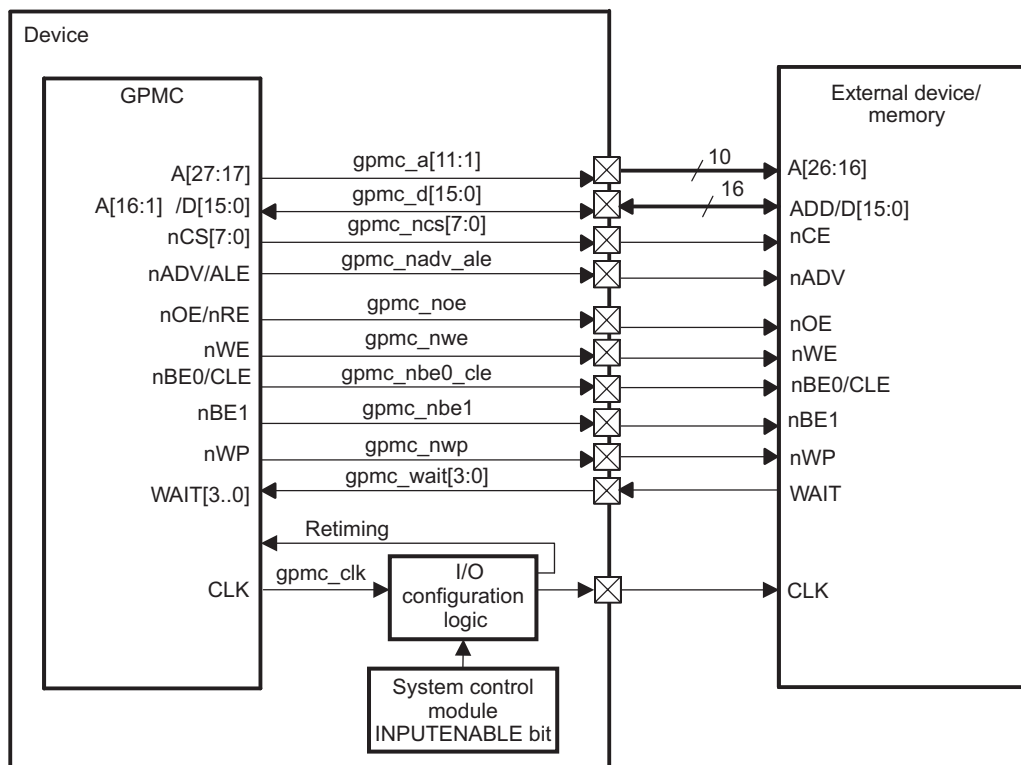 Device
GPMC
External device/
memory
A[27:17]
gpmc_a[11:1]
10
A[26:16]
A[16:1] /D[15:0]
gpmc_d[15:0]
16
ADD/D[15:0]
nCS[7:0]
gpmc_ncs[7:0]
nCE
nADV/ALE
gpmc_nadv_ale
nADV
nOE/nRE
gpmc_noe
nOE
nWE
gpmc_nwe
nWE
nBE0/CLE
gpmc_nbe0_cle
nBE0/CLE
nBE1
gpmc_nbe1
nBE1
nWP
gpmc_nwp
nWP
WAIT[3..0]
gpmc_wait[3:0]
WAIT
Retiming
CLK
gpmc_clk
I/O
configuration
logic
CLK
System control
module
INPUTENABLE bit